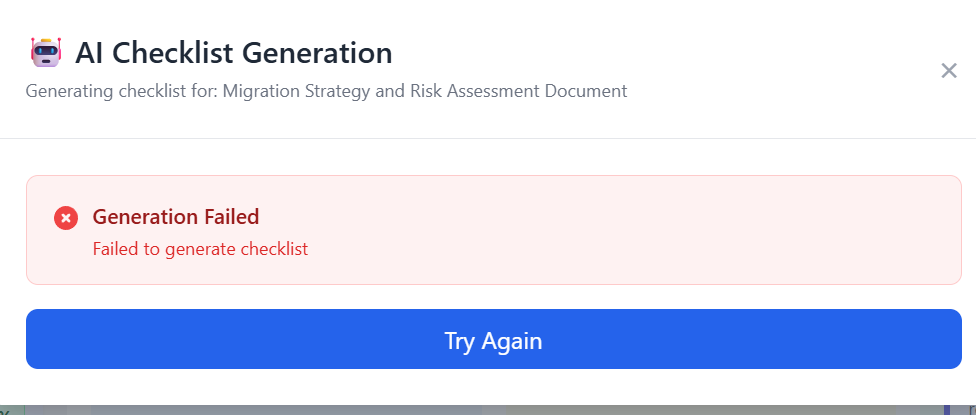 AI Checklist Generation
Generating checklist for: Migration Strategy and Risk Assessment Document
Generation Failed
Failed to generate checklist
Try Again